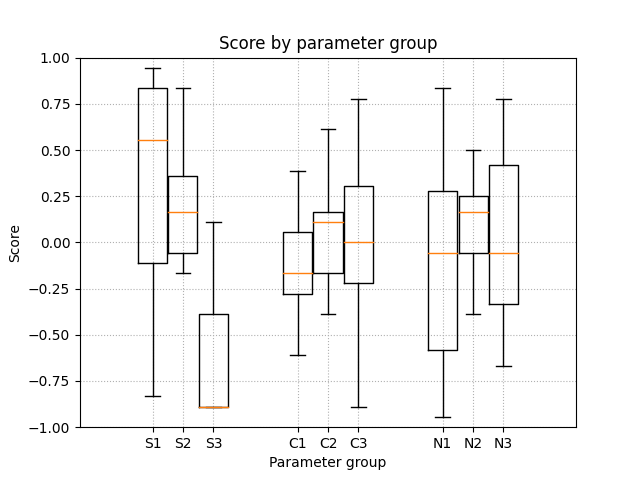 Score by parameter group
1.00
0.75
0.50
0.25
0.00
−0.25
−0.50
−0.75
−1.00
Score
S1 S2 S3 C1 C2 C3 N1 N2 N3
Parameter group